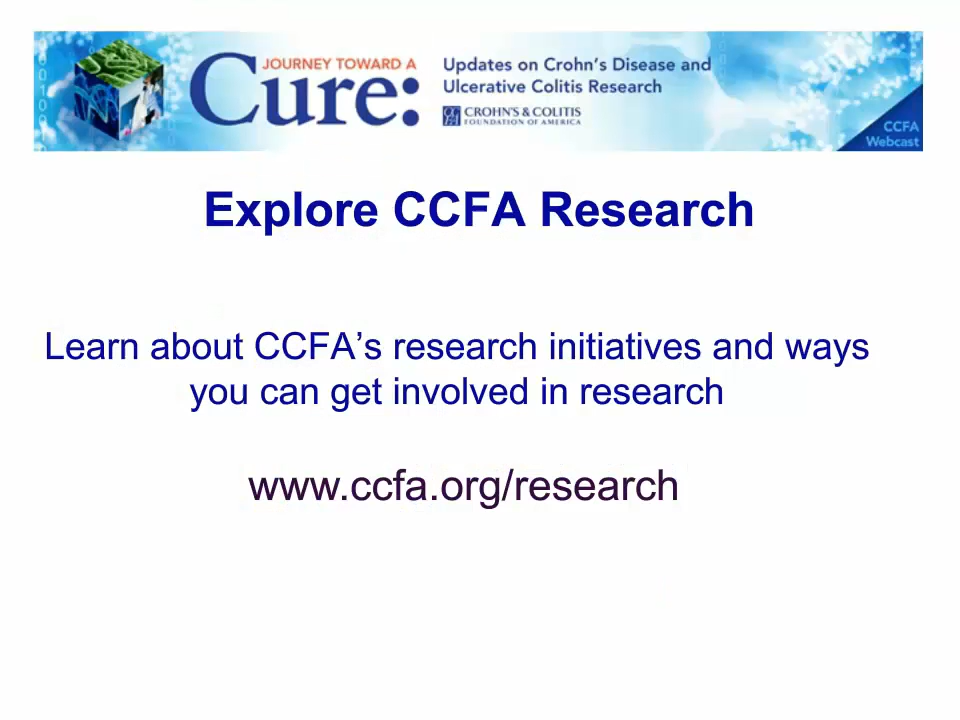 JOURNEY TOWARD A
Cure:
Updates on Crohn's Disease and
Ulcerative Colitis Research
CROHN'S & COLITIS
FOUNDATION OF AMERICA
CCFA
Webcast
Explore CCFA Research
Learn about CCFA’s research initiatives and ways
you can get involved in research
www.ccfa.org/research